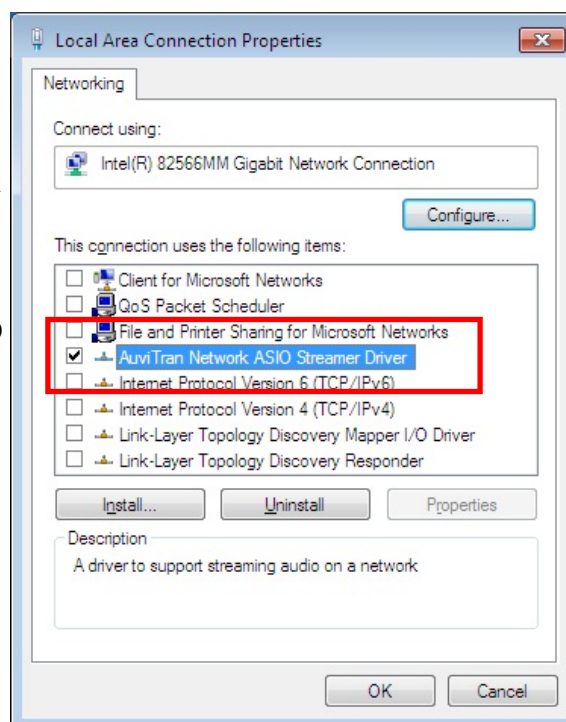 Local Area Connection Properties
Networking
Connect using:
Intel(R) 82566MM Gigabit Network Connection
Configure...
This connection uses the following items:
Client for Microsoft Networks
QoS Packet Scheduler
File and Printer Sharing for Microsoft Networks
AuviTran Network ASIO Streamer Driver
Internet Protocol Version 6 (TCP/IPv6)
Internet Protocol Version 4 (TCP/IPv4)
Link-Layer Topology Discovery Mapper I/O Driver
Link-Layer Topology Discovery Responder
Install... Uninstall Properties
Description
A driver to support streaming audio on a network
OK Cancel